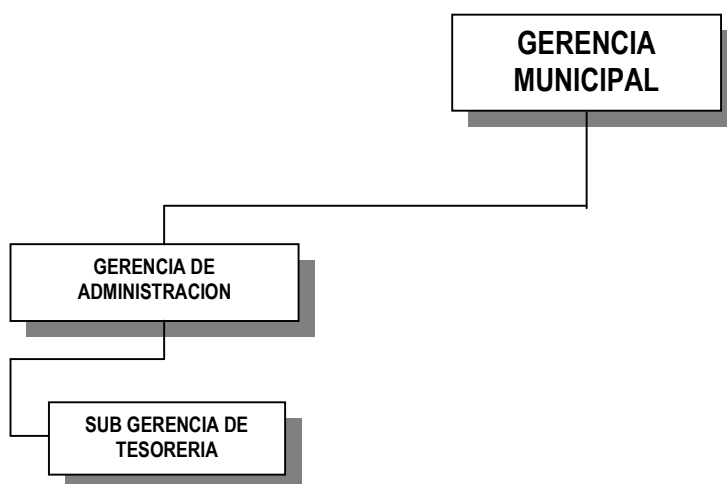 GERENCIA
MUNICIPAL
GERENCIA DE
ADMINISTRACION
SUB GERENCIA DE
TESORERIA